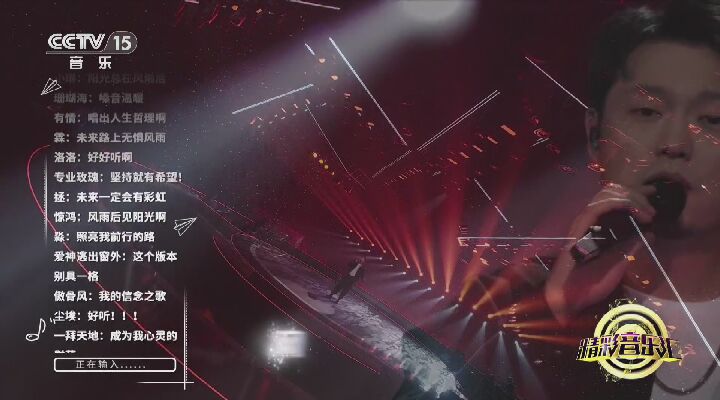 CCTV 15
音乐
小琳：阳光总在风雨后
珊瑚海：嗓音温暖
有情：唱出人生哲理啊
霖：未来路上无惧风雨
洛洛：好好听啊
专业玫瑰：坚持就有希望！
拯：未来一定会有彩虹
惊鸿：风雨后见阳光啊
淼：照亮我前行的路
爱神逃出窗外：这个版本
别具一格
傲骨风：我的信念之歌
尘埃：好听！！！
一拜天地：成为我心灵的
正在输入......
精彩音乐汇